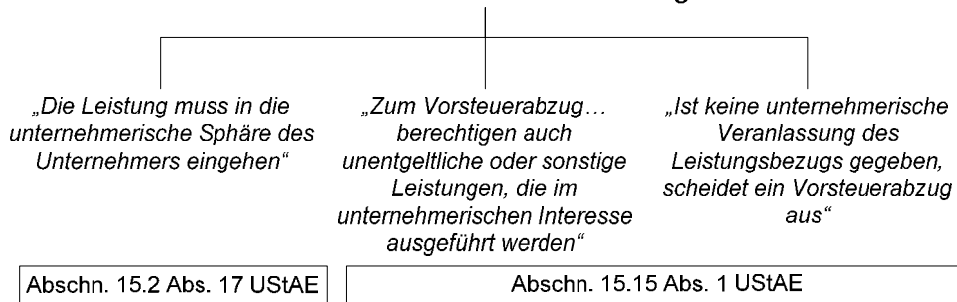 „Die Leistung muss in die
unternehmerische Sphäre des
Unternehmers eingehen“
„Zum Vorsteuerabzug…
berechtigen auch
unentgeltliche oder sonstige
Leistungen, die im
unternehmerischen Interesse
ausgeführt werden“
„Ist keine unternehmerische
Veranlassung des
Leistungsbezugs gegeben,
scheidet ein Vorsteuerabzug
aus“
Abschn. 15.2 Abs. 17 UStAE
Abschn. 15.15 Abs. 1 UStAE